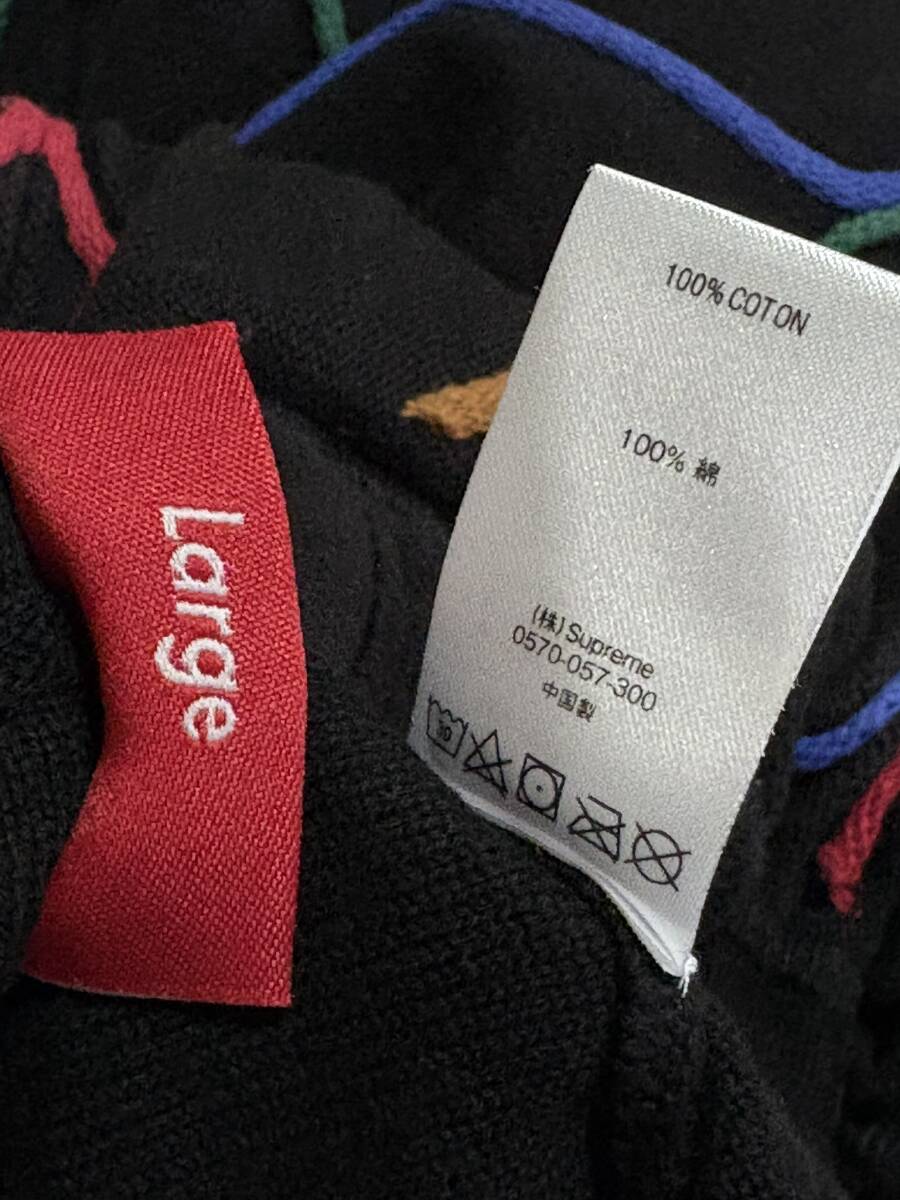 Large
100% COTON
100% 綿
(株) Supreme
0570-057-300
中国製
30